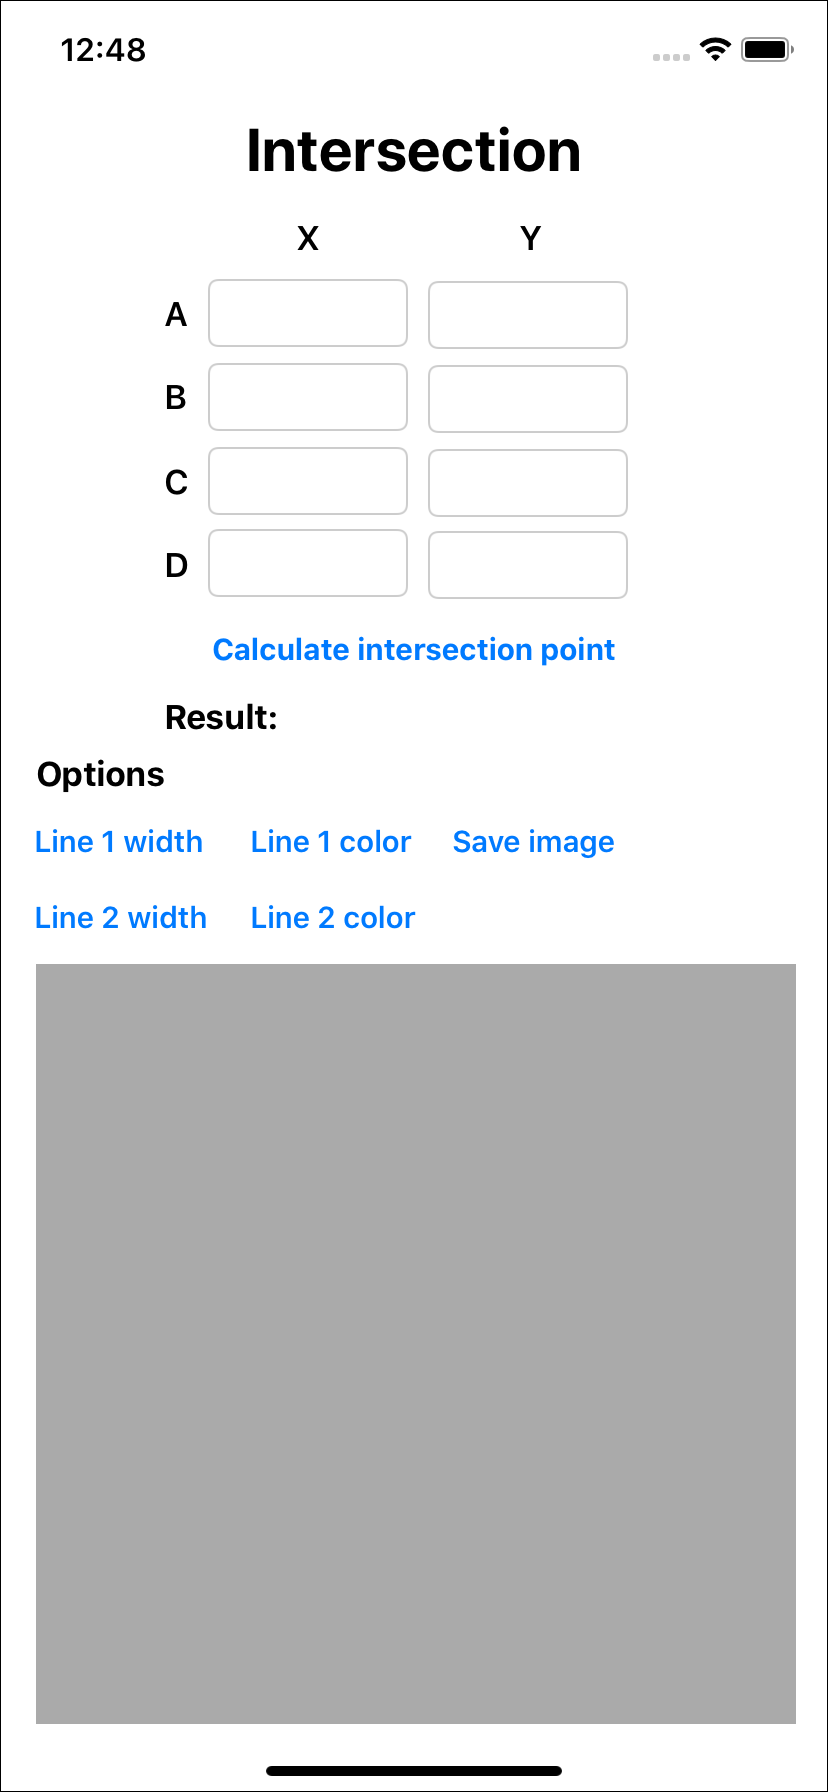 12:48
Intersection
X Y
A
B
C
D
Calculate intersection point
Result:
Options
Line 1 width Line 1 color Save image
Line 2 width Line 2 color